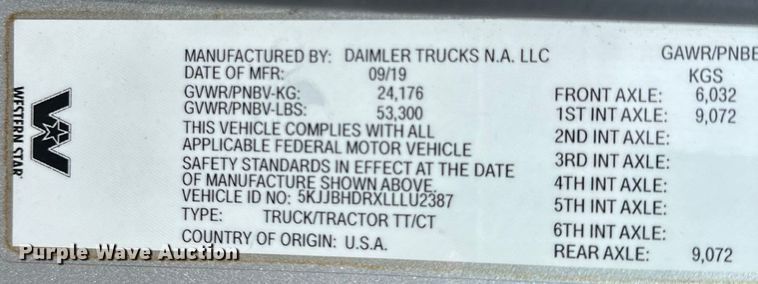 MANUFACTURED BY: DAIMLER TRUCKS N.A. LLC GAWR/PNBE
DATE OF MFR: 09/19 KGS
GVWR/PNBV-KG: 24,176 FRONT AXLE: 6,032
GVWR/PNBV-LBS: 53,300 1ST INT AXLE: 9,072
THIS VEHICLE COMPLIES WITH ALL 2ND INT AXLE:
APPLICABLE FEDERAL MOTOR VEHICLE 3RD INT AXLE:
SAFETY STANDARDS IN EFFECT AT THE DATE
OF MANUFACTURE SHOWN ABOVE. 4TH INT AXLE:
VEHICLE ID NO: 5KJJBHDRXLLLU2387 5TH INT AXLE:
TYPE: TRUCK/TRACTOR TT/CT 6TH INT AXLE:
COUNTRY OF ORIGIN: U.S.A. REAR AXLE: 9,072
WESTERN STAR
Purple Wave Auction